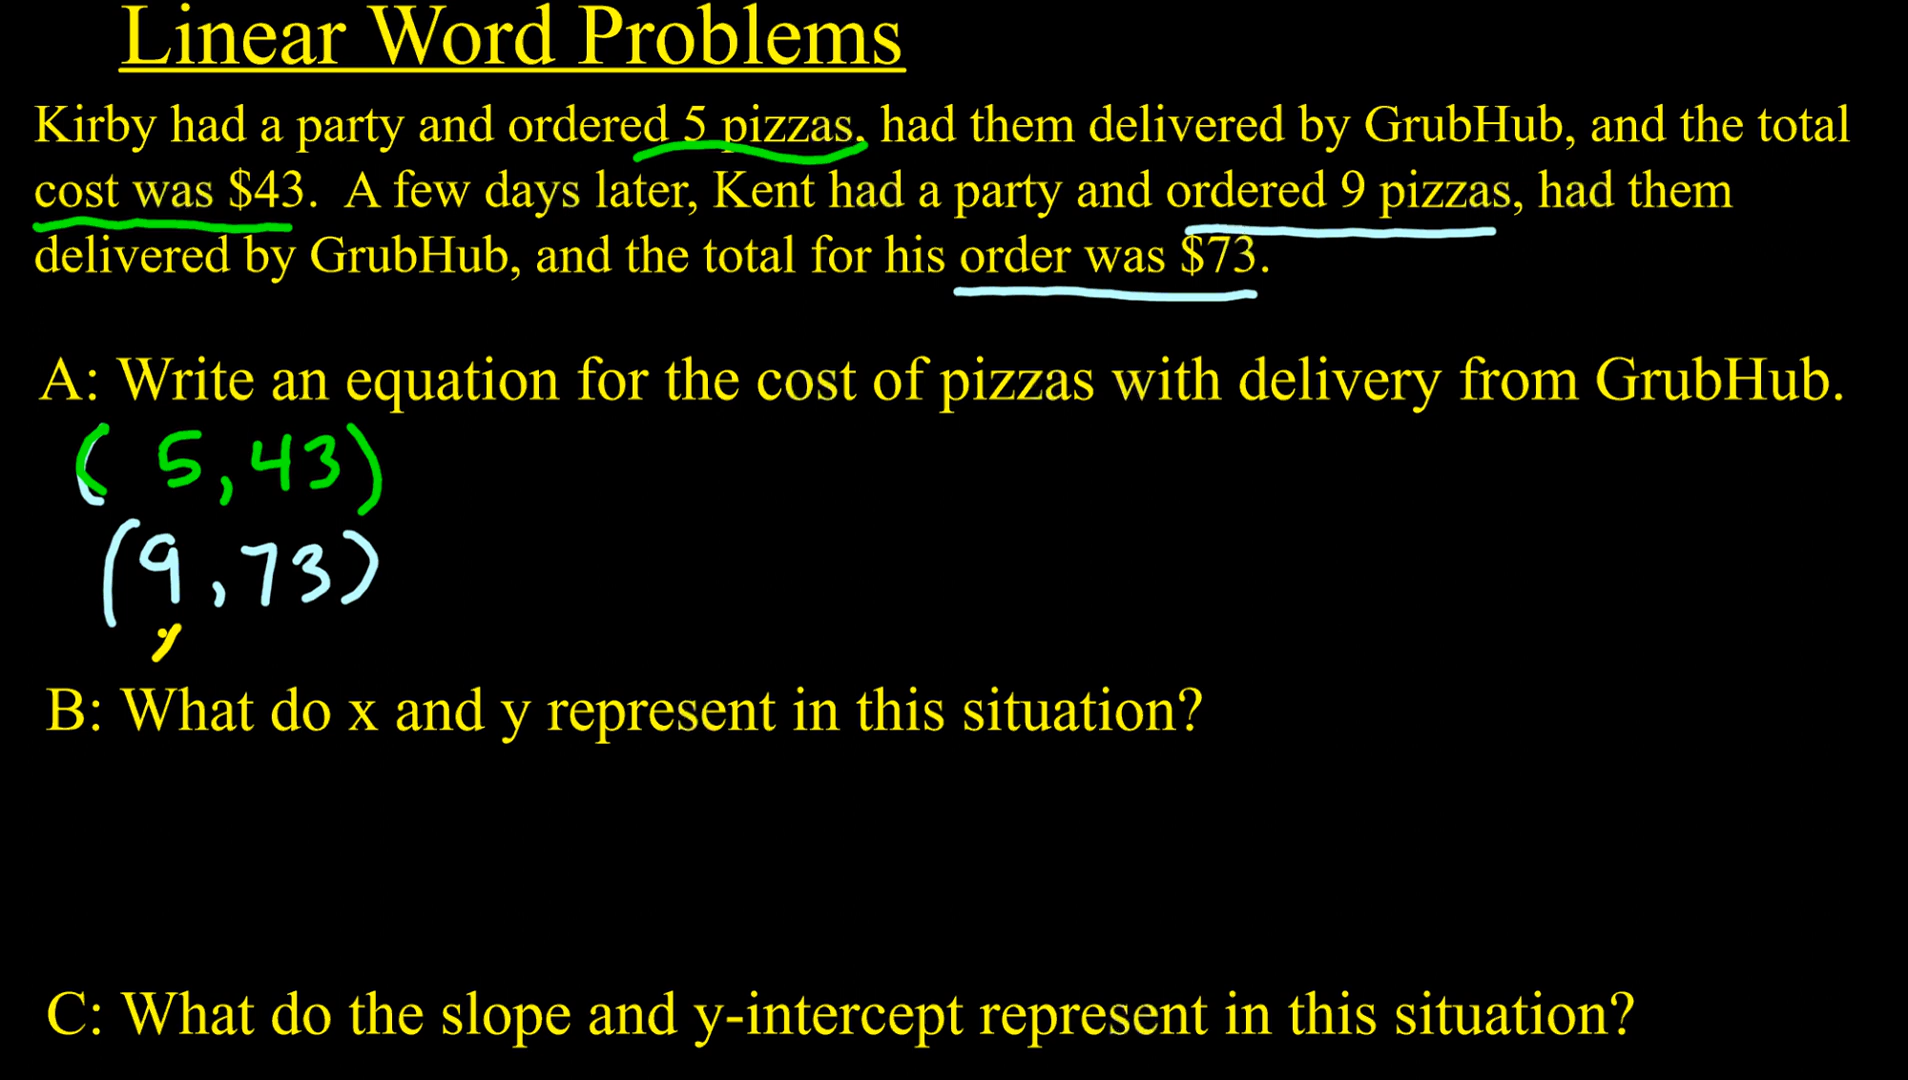 Linear Word Problems
Kirby had a party and ordered 5 pizzas, had them delivered by GrubHub, and the total
cost was $43. A few days later, Kent had a party and ordered 9 pizzas, had them
delivered by GrubHub, and the total for his order was $73.
A: Write an equation for the cost of pizzas with delivery from GrubHub.
( 5, 43)
(9, 73)
B: What do x and y represent in this situation?
C: What do the slope and y-intercept represent in this situation?